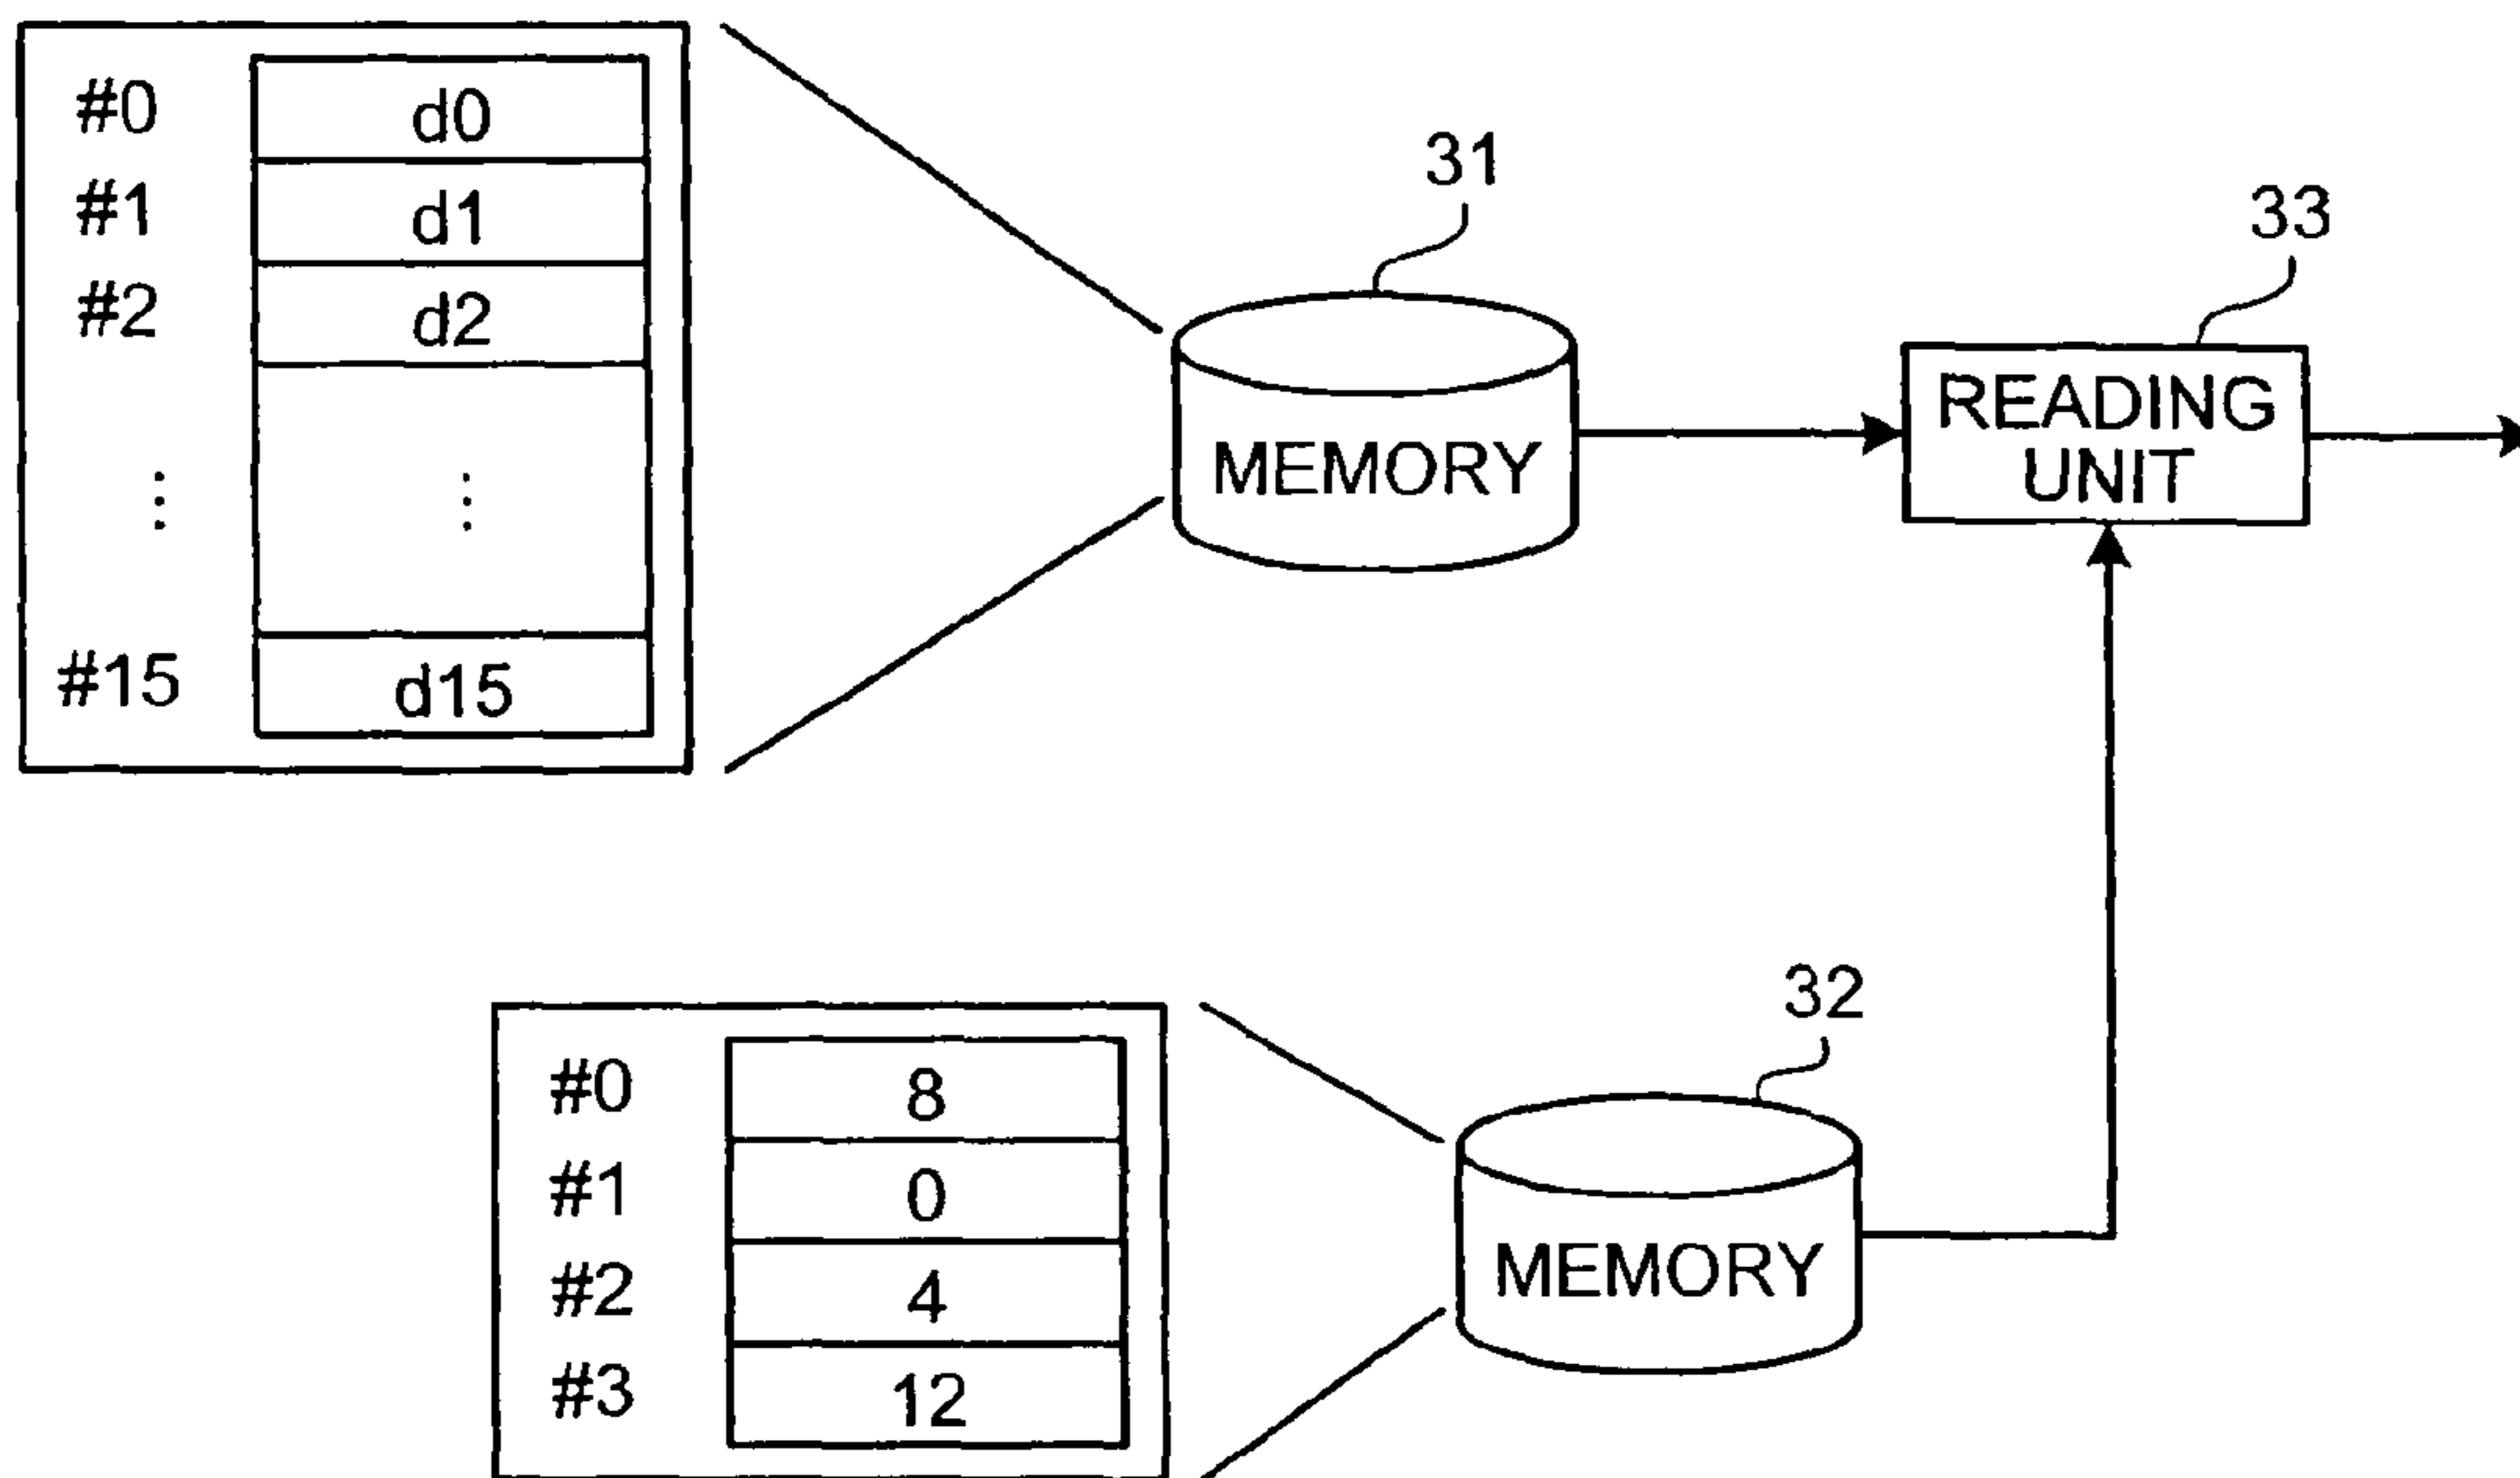 #0 d0
#1 d1
#2 d2
⋮ ⋮
#15 d15
31
MEMORY
33
READING
UNIT
#0 8
#1 0
#2 4
#3 12
32
MEMORY